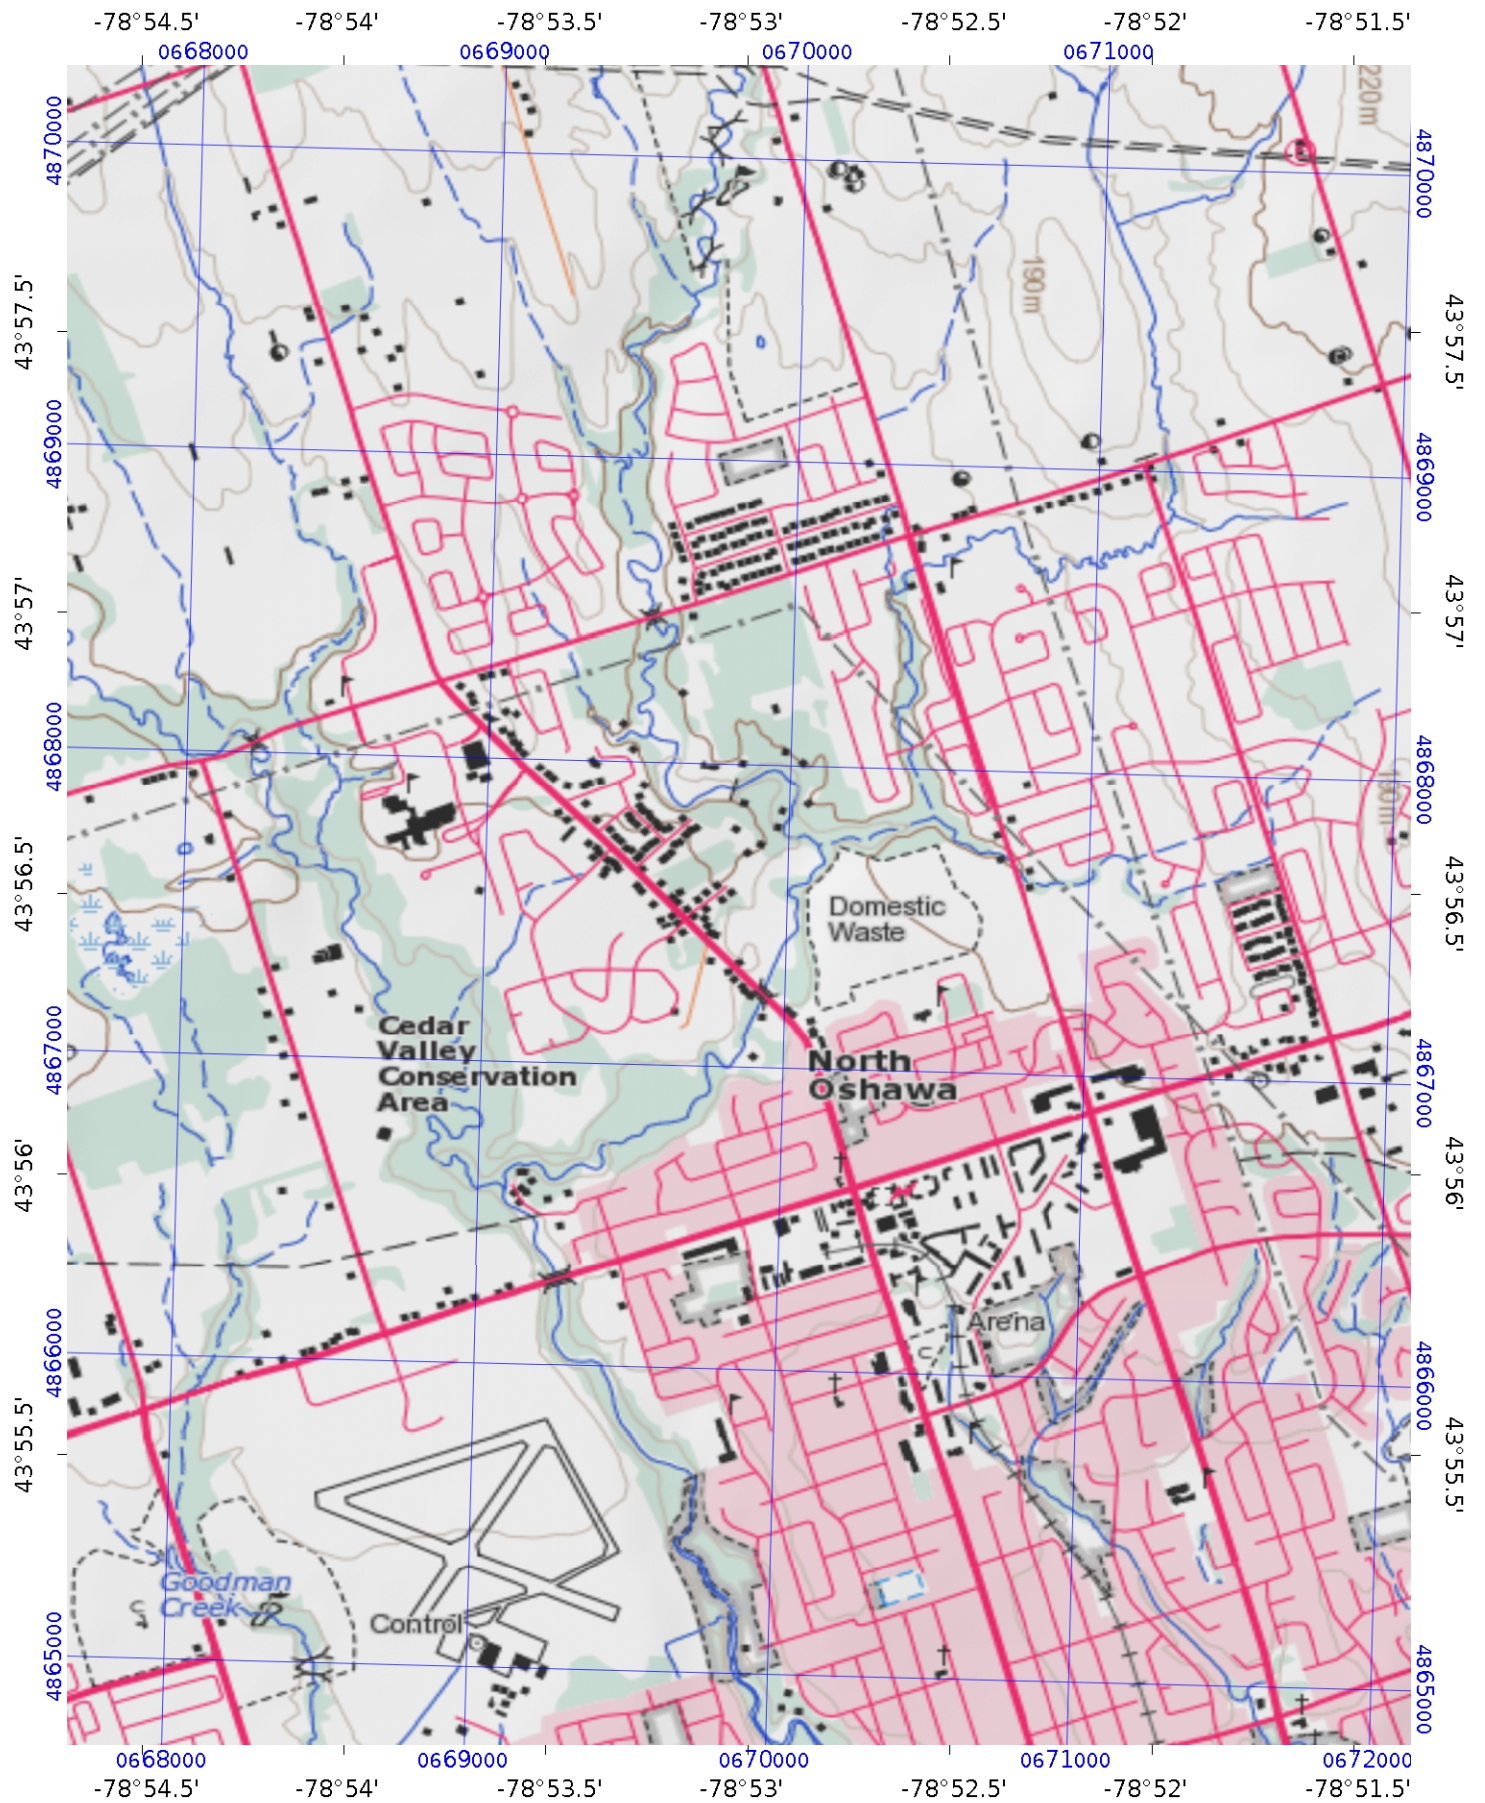 -78°54.5' -78°54' -78°53.5' -78°53' -78°52.5' -78°52' -78°51.5'
0668000 0669000 0670000 0671000
220m
4870000 4870000
190m
43°57.5' 43°57.5'
4869000 4869000
43°57' 43°57'
4868000 4868000
43°56.5' 43°56.5'
Domestic
Waste
Cedar
Valley
Conservation
Area
North
Oshawa
4867000 4867000
43°56' 43°56'
Arena
4866000 4866000
43°55.5' 43°55.5'
Goodman
Creek
Control
4865000 4865000
0668000 0669000 0670000 0671000 0672000
-78°54.5' -78°54' -78°53.5' -78°53' -78°52.5' -78°52' -78°51.5'